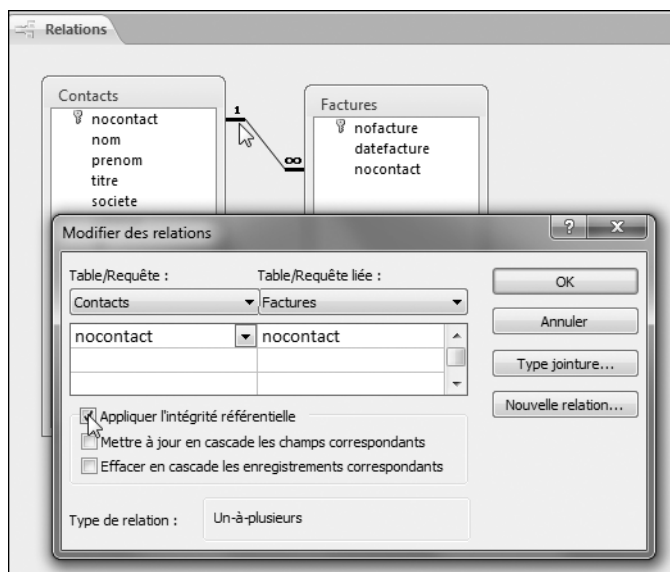 Relations
Contacts
nocontact
nom
prenom
titre
societe
1
∞
Factures
nofacture
datefacture
nocontact
Modifier des relations
? X
Table/Requête : Table/Requête liée :
Contacts Factures
nocontact nocontact
OK
Annuler
Type jointure...
Nouvelle relation...
Appliquer l'intégrité référentielle
Mettre à jour en cascade les champs correspondants
Effacer en cascade les enregistrements correspondants
Type de relation : Un-à-plusieurs